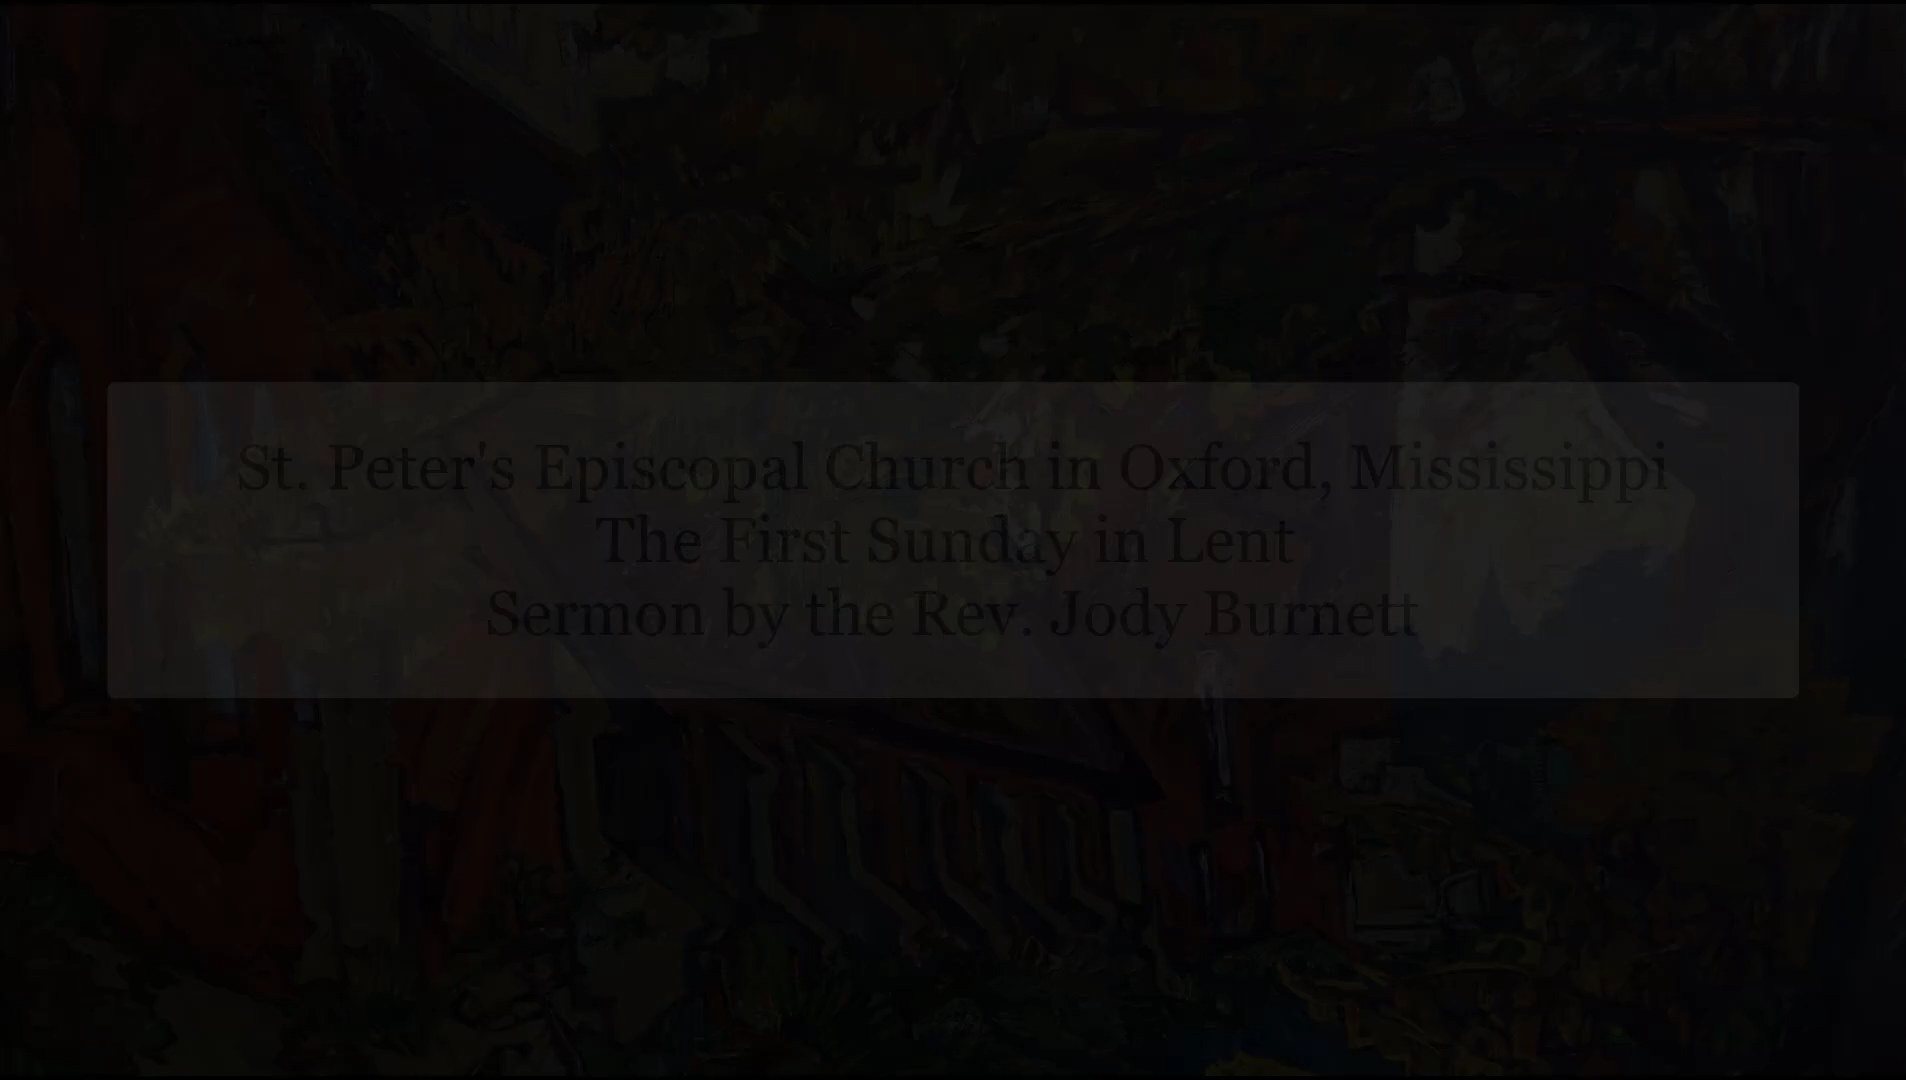 St. Peter's Episcopal Church in Oxford, Mississippi
The First Sunday in Lent
Sermon by the Rev. Jody Burnett